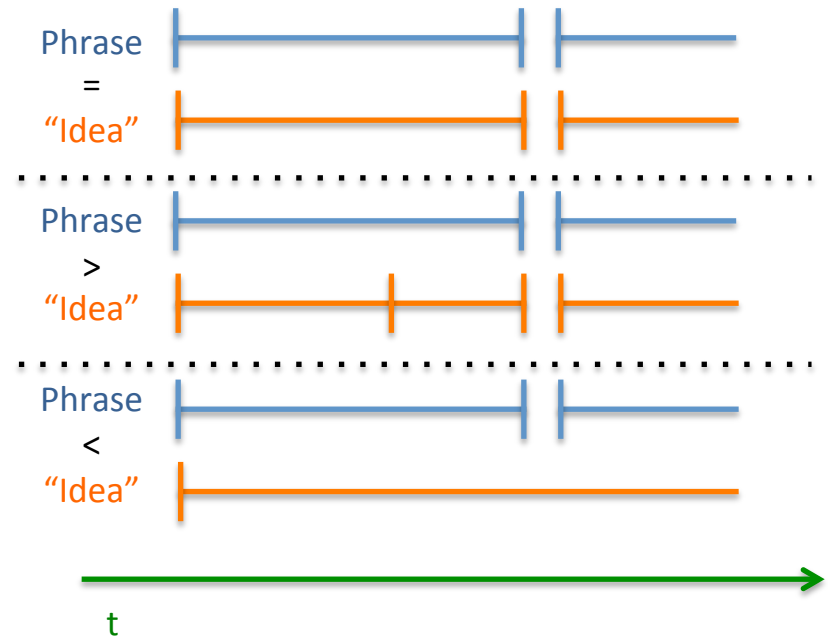 Phrase
=
“Idea”
Phrase
>
“Idea”
Phrase
<
“Idea”
t